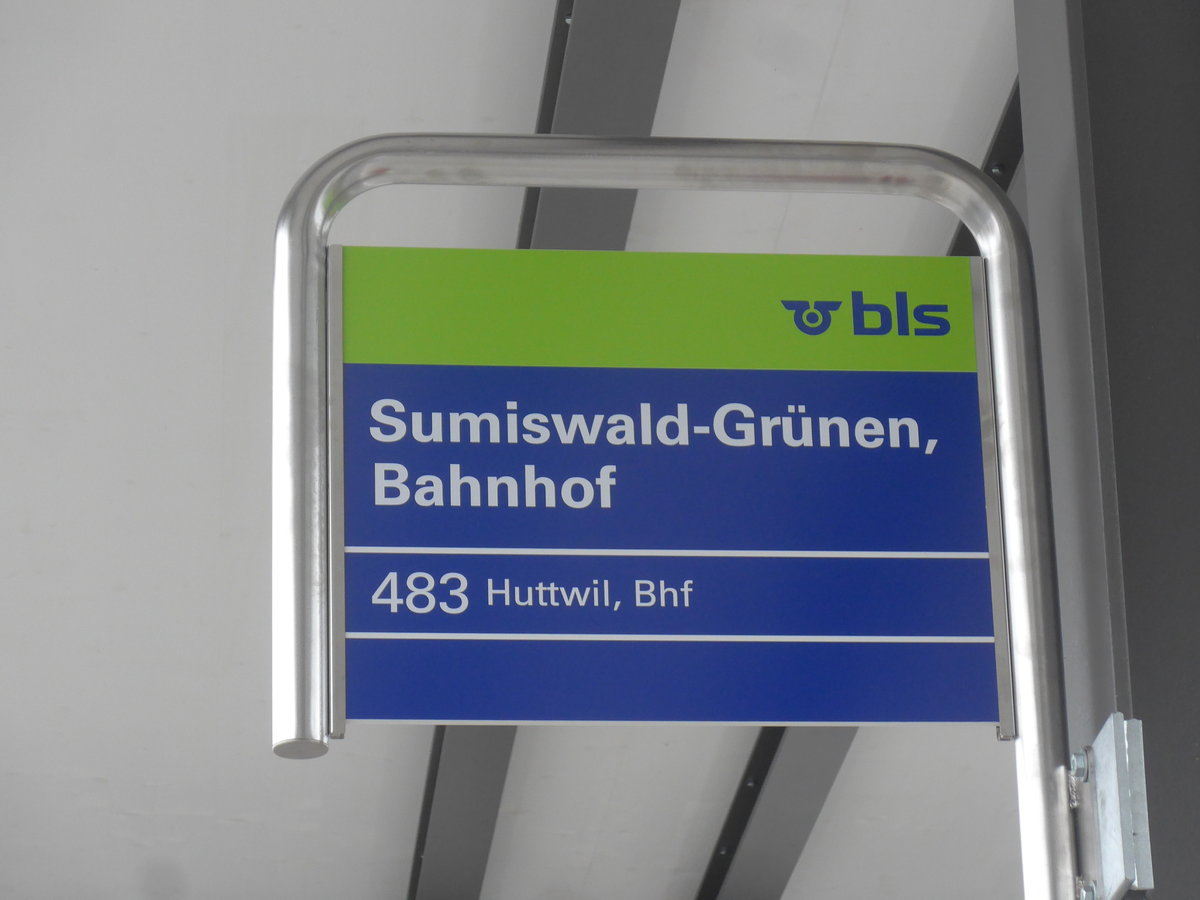 bls
Sumiswald-Grünen,
Bahnhof
483 Huttwil, Bhf